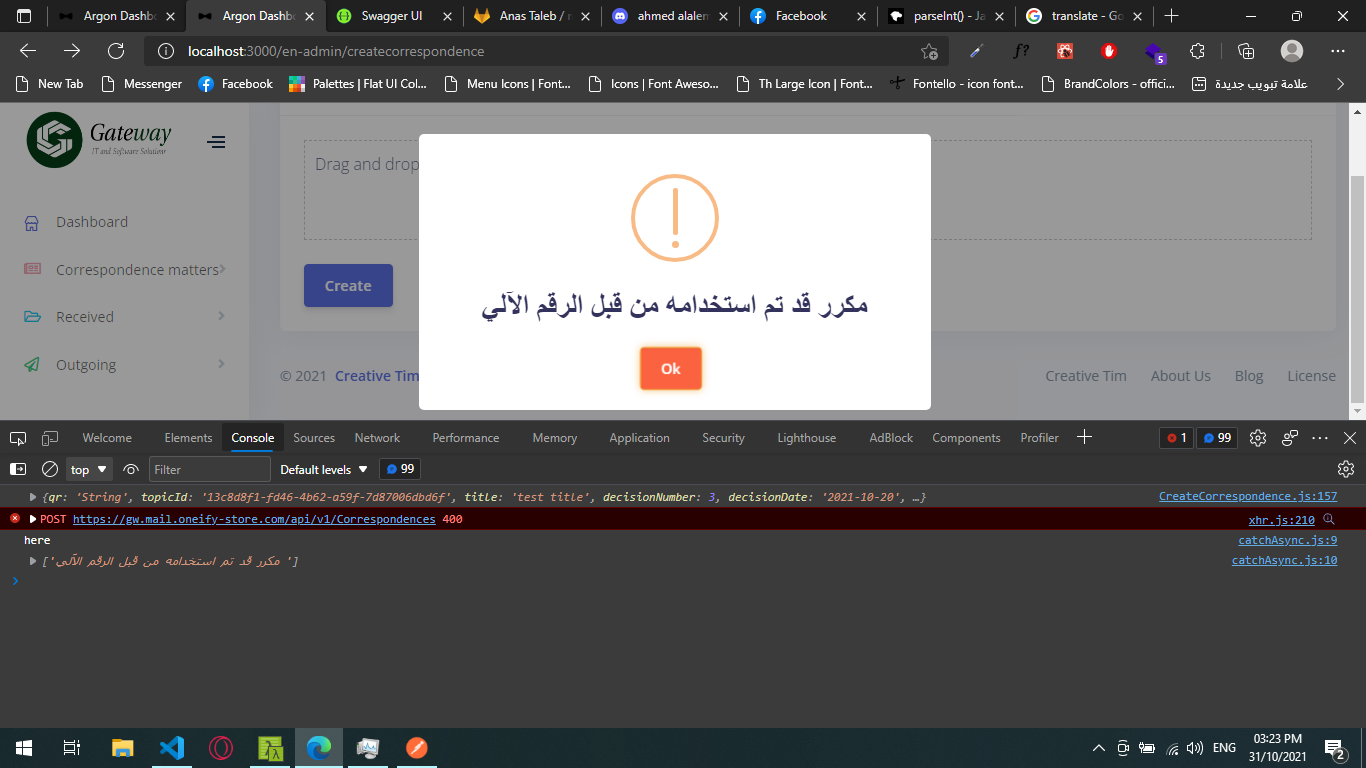 Argon Dashbo
Argon Dashbo
Swagger UI
Anas Taleb / r
ahmed alalem
Facebook
parseInt() - Ja
translate - Go
localhost:3000/en-admin/createcorrespondence
f?
5
New Tab
Messenger
Facebook
Palettes | Flat UI Col...
Menu Icons | Font...
Icons | Font Aweso...
Th Large Icon | Font...
Fontello - icon font...
BrandColors - offici...
علامة تبويب جديدة
Gateway
IT and Software Solutions
Dashboard
Correspondence matters
Received
Outgoing
Drag and drop
Create
مكرر قد تم استخدامه من قبل الرقم الآلي
Ok
© 2021 Creative Tim
Creative Tim
About Us
Blog
License
Welcome
Elements
Console
Sources
Network
Performance
Memory
Application
Security
Lighthouse
AdBlock
Components
Profiler
1
99
top
Filter
Default levels
99
{qr: 'String', topicId: '13c8d8f1-fd46-4b62-a59f-7d87006dbd6f', title: 'test title', decisionNumber: 3, decisionDate: '2021-10-20', …}
CreateCorrespondence.js:157
POST https://gw.mail.oneify-store.com/api/v1/Correspondences 400
xhr.js:210
here
catchAsync.js:9
['مكرر قد تم استخدامه من قبل الرقم الآلي ']
catchAsync.js:10
ENG
03:23 PM
31/10/2021
2